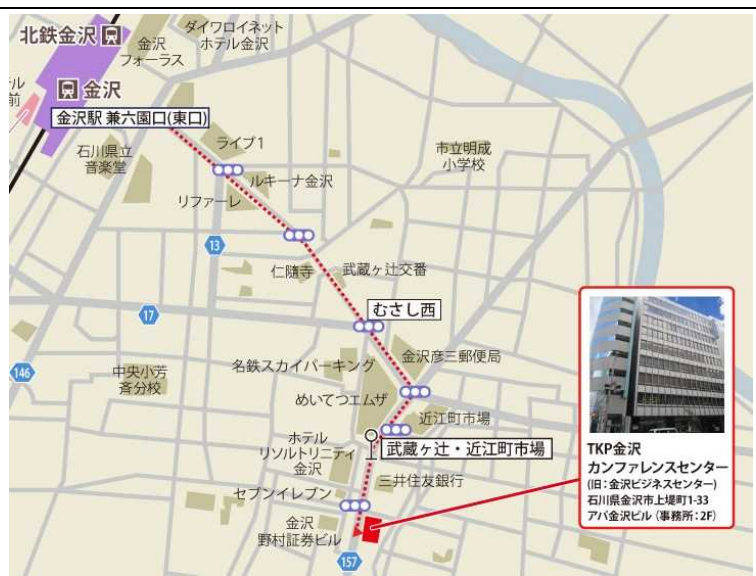 北鉄金沢
金沢
フォーラス
ダイワロイネット
ホテル金沢
ル
前
金沢
金沢駅 兼六園口(東口)
石川県立
音楽堂
ライブ1
ルキーナ金沢
リファーレ
市立明成
小学校
13
仁隨寺
武蔵ヶ辻交番
17
むさし西
146
中央小芳
斉分校
名鉄スカイパーキング
金沢彦三郵便局
めいてつエムザ
近江町市場
ホテル
リソルトリニティ
金沢
武蔵ヶ辻・近江町市場
三井住友銀行
セブンイレブン
金沢
野村証券ビル
157
TKP金沢
カンファレンスセンター
(旧:金沢ビジネスセンター)
石川県金沢市上堤町1-33
アパ金沢ビル (事務所:2F)